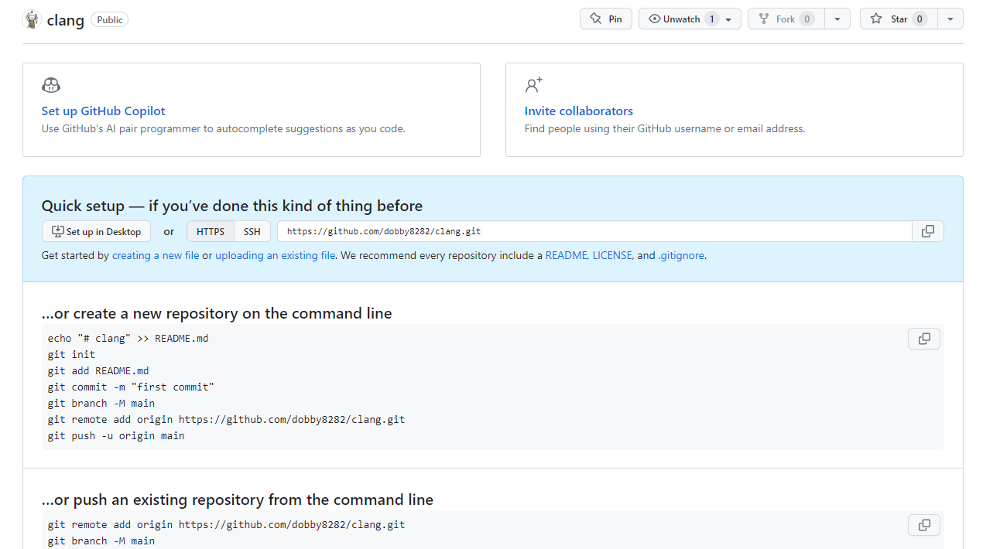 clang Public
Pin
Unwatch 1
Fork 0
Star 0
Set up GitHub Copilot
Use GitHub's AI pair programmer to autocomplete suggestions as you code.
Invite collaborators
Find people using their GitHub username or email address.
Quick setup — if you’ve done this kind of thing before
Set up in Desktop or HTTPS SSH https://github.com/dobby8282/clang.git
Get started by creating a new file or uploading an existing file. We recommend every repository include a README, LICENSE, and .gitignore.
…or create a new repository on the command line
echo "# clang" >> README.md
git init
git add README.md
git commit -m "first commit"
git branch -M main
git remote add origin https://github.com/dobby8282/clang.git
git push -u origin main
…or push an existing repository from the command line
git remote add origin https://github.com/dobby8282/clang.git
git branch -M main